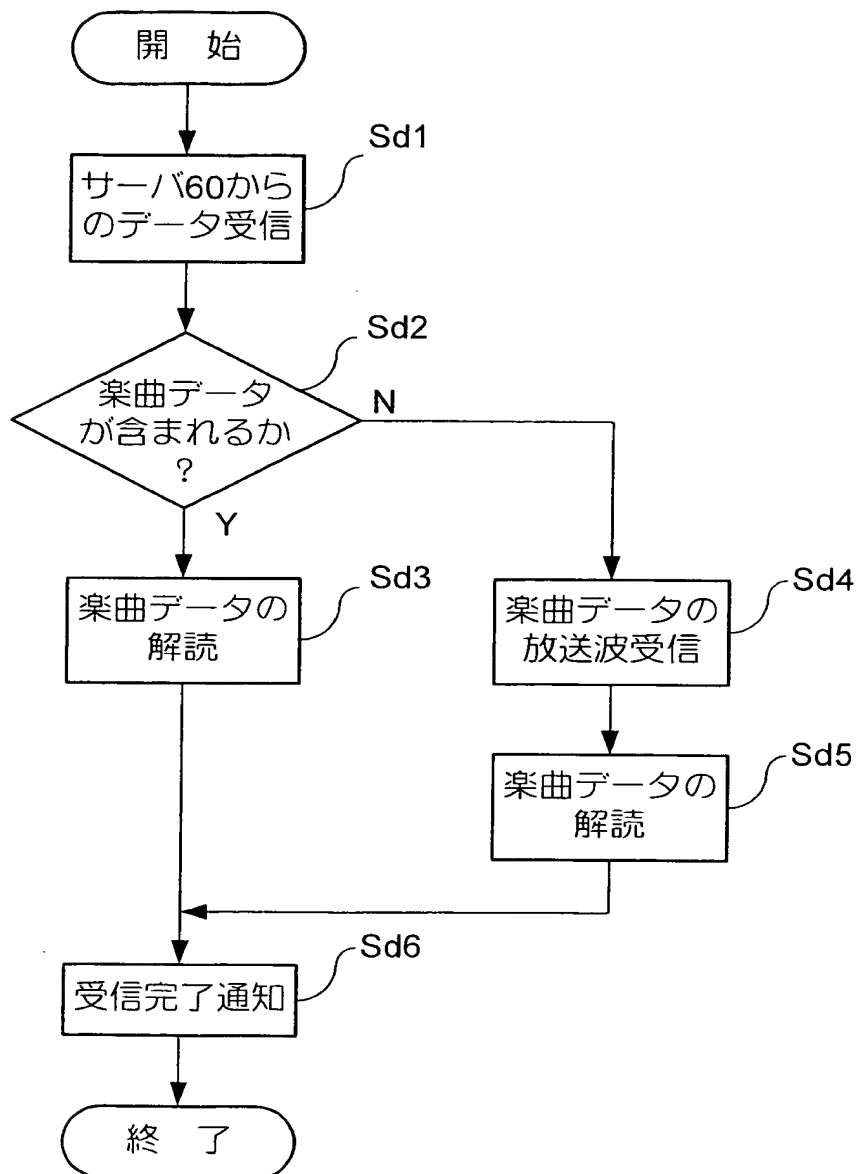 開 始
Sd1
サーバ60から
のデータ受信
Sd2
楽曲データ
が含まれるか
?
N
Y
Sd3
楽曲データの
解読
Sd4
楽曲データの
放送波受信
Sd5
楽曲データの
解読
Sd6
受信完了通知
終 了